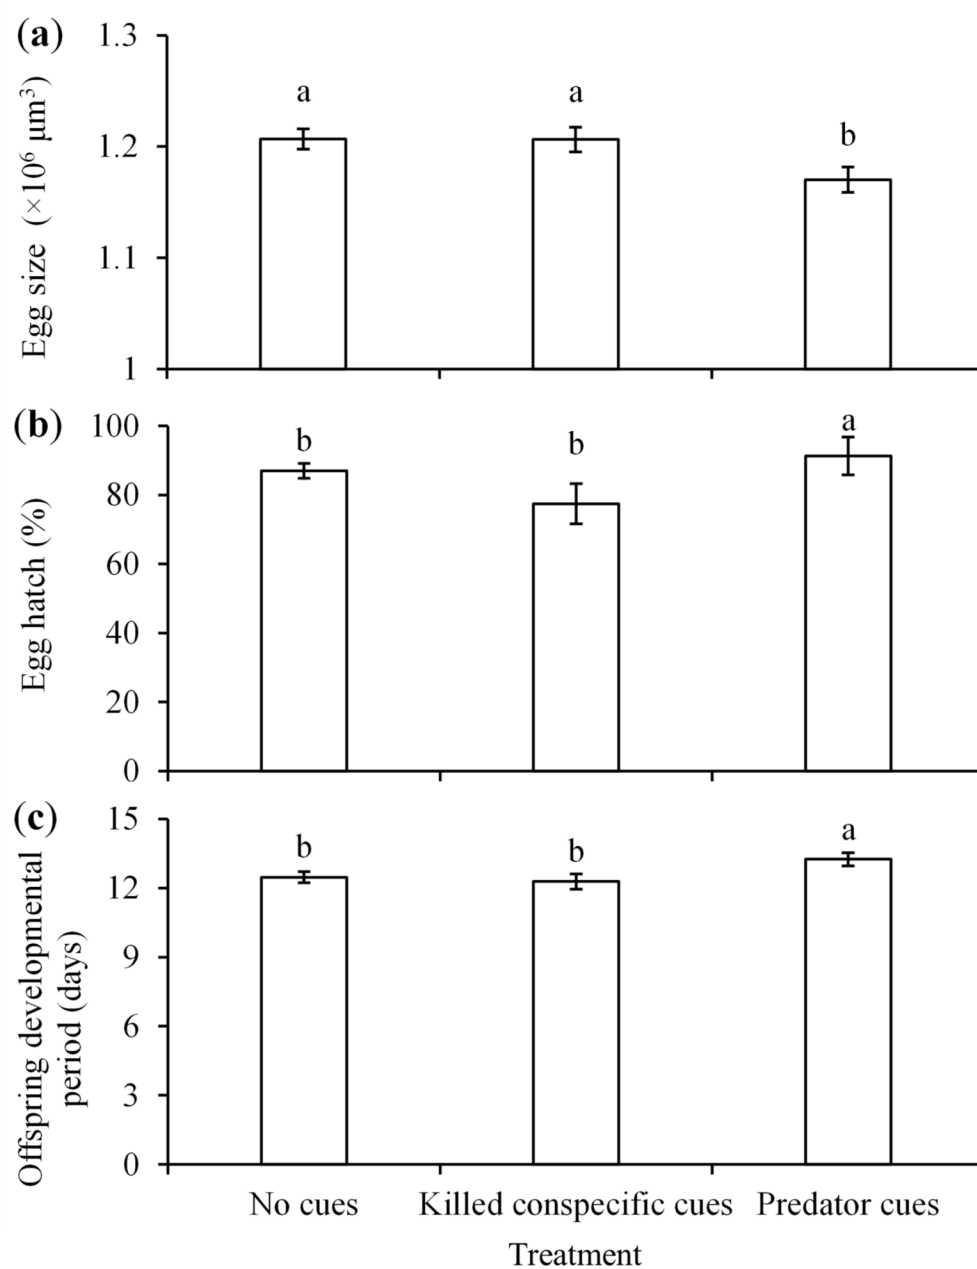 (a)
Egg size (×10⁶ μm³)
1.3
1.2
1.1
1
a
a
b
(b)
Egg hatch (%)
100
80
60
40
20
0
b
b
a
(c)
Offspring developmental
period (days)
15
12
9
6
3
0
b
b
a
No cues
Killed conspecific cues
Predator cues
Treatment